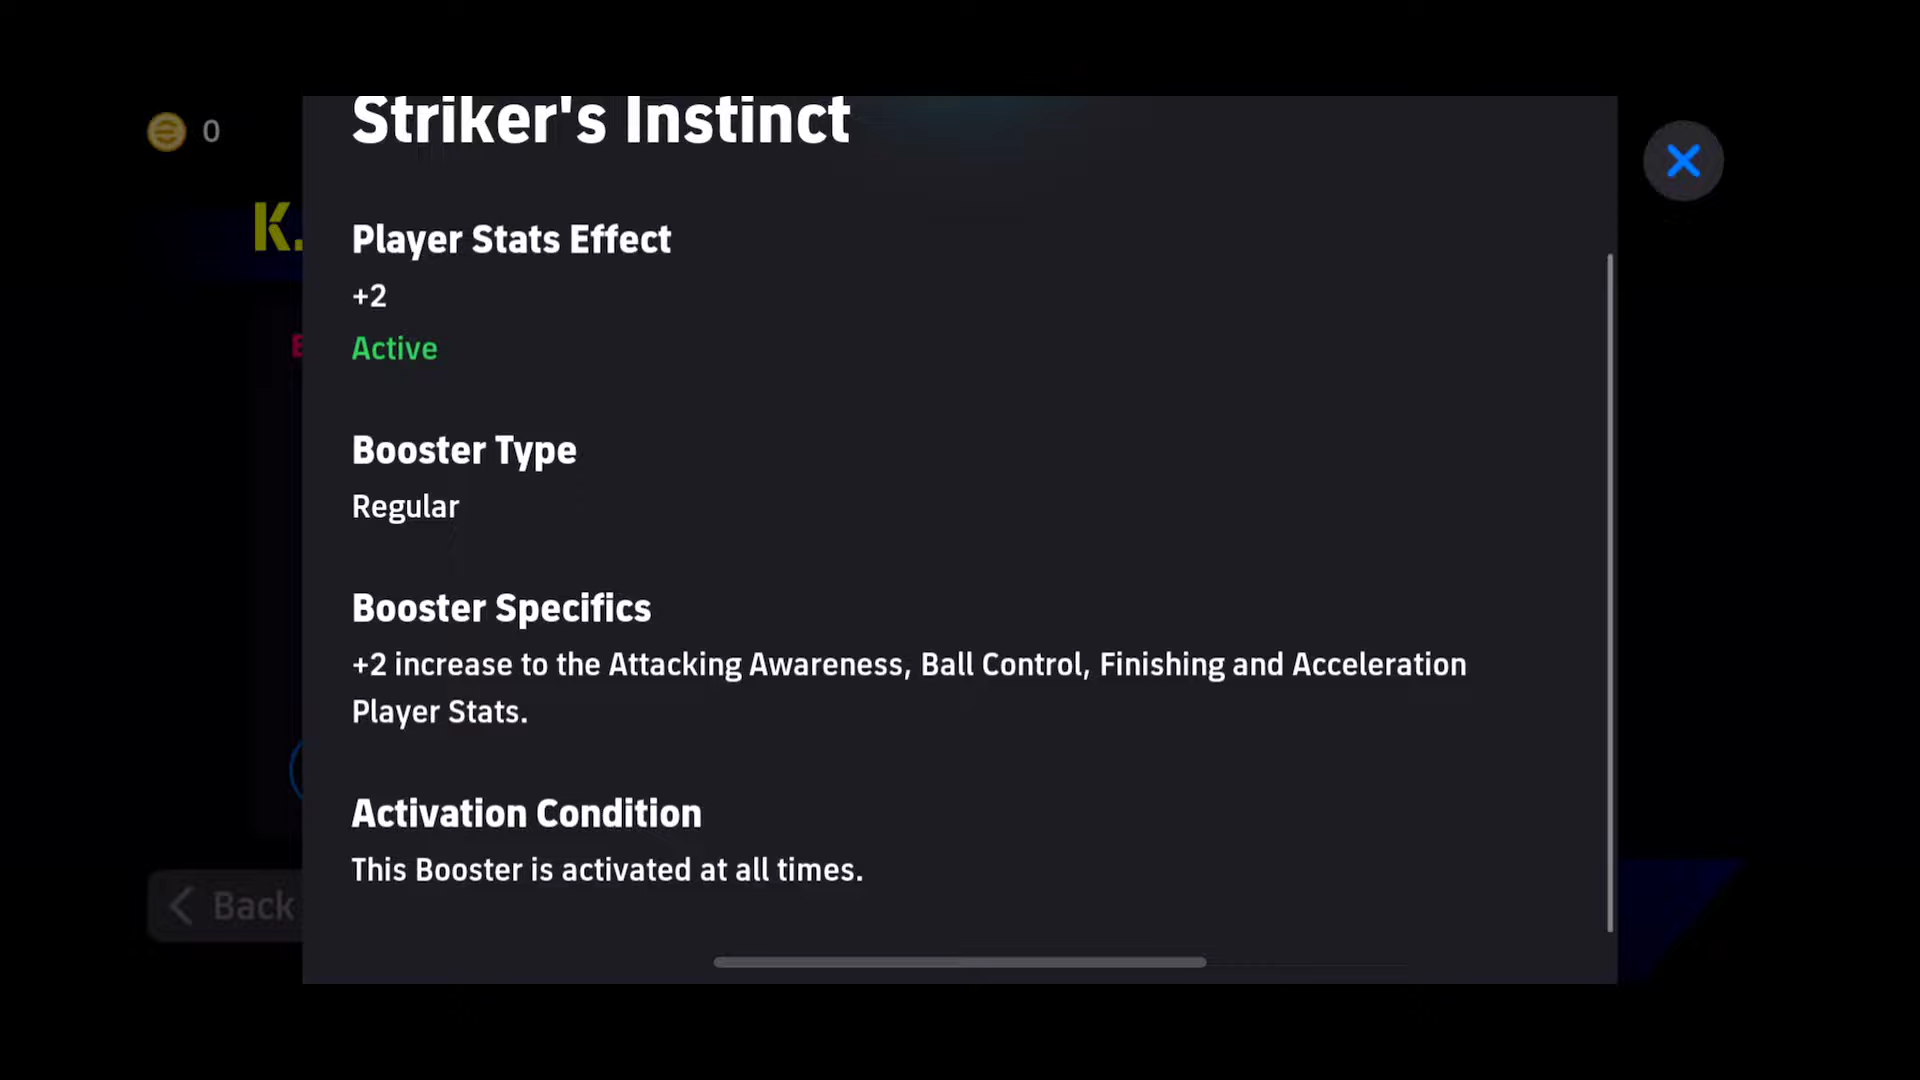 Striker's Instinct
0
K.
Player Stats Effect
+2
Active
Booster Type
Regular
Booster Specifics
+2 increase to the Attacking Awareness, Ball Control, Finishing and Acceleration
Player Stats.
Activation Condition
This Booster is activated at all times.
Back